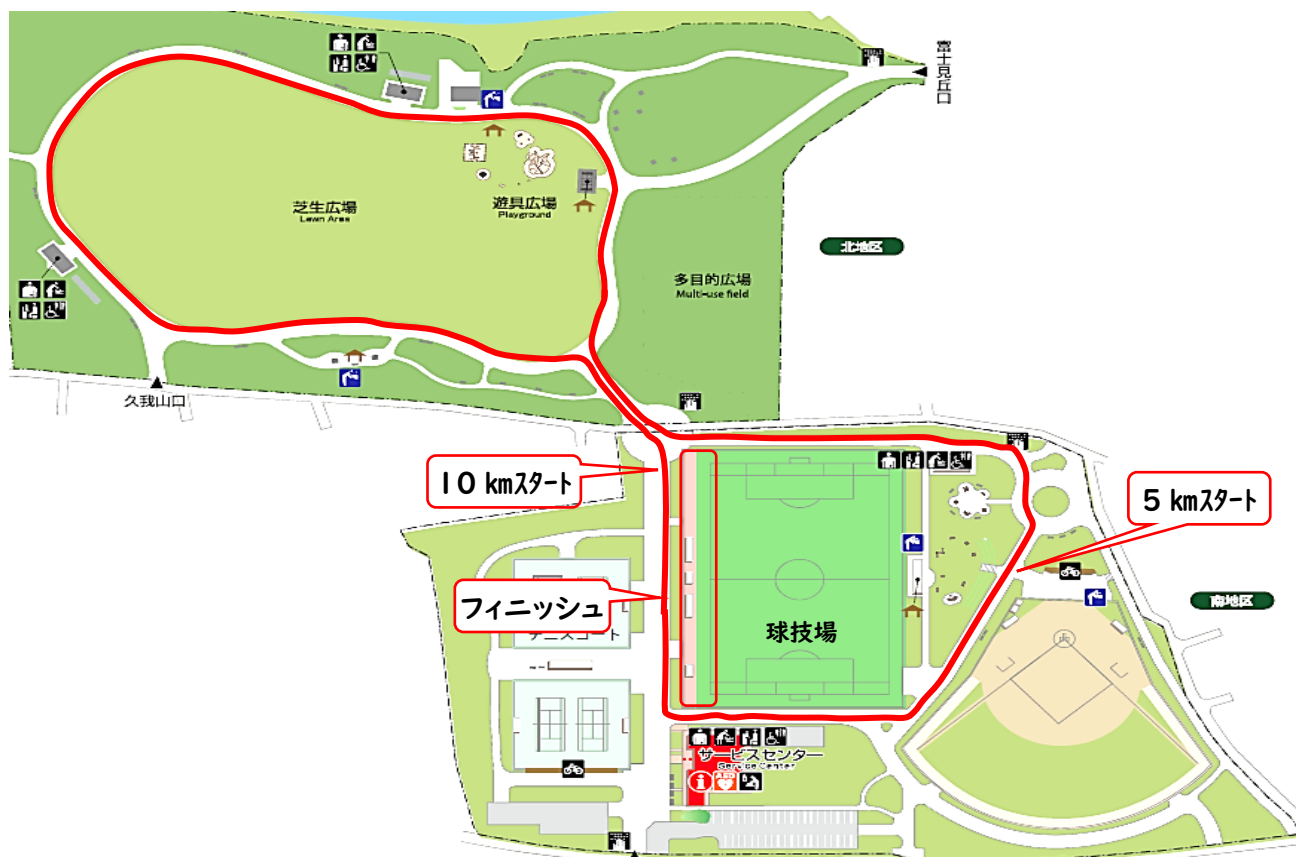 富士見丘口
芝生広場
Lawn Area
遊具広場
Playground
北地区
多目的広場
Multi-use field
久我山口
10 kmスタート
5 kmスタート
フィニッシュ
テニスコート
球技場
南地区
サービスセンター
Service Center
AED